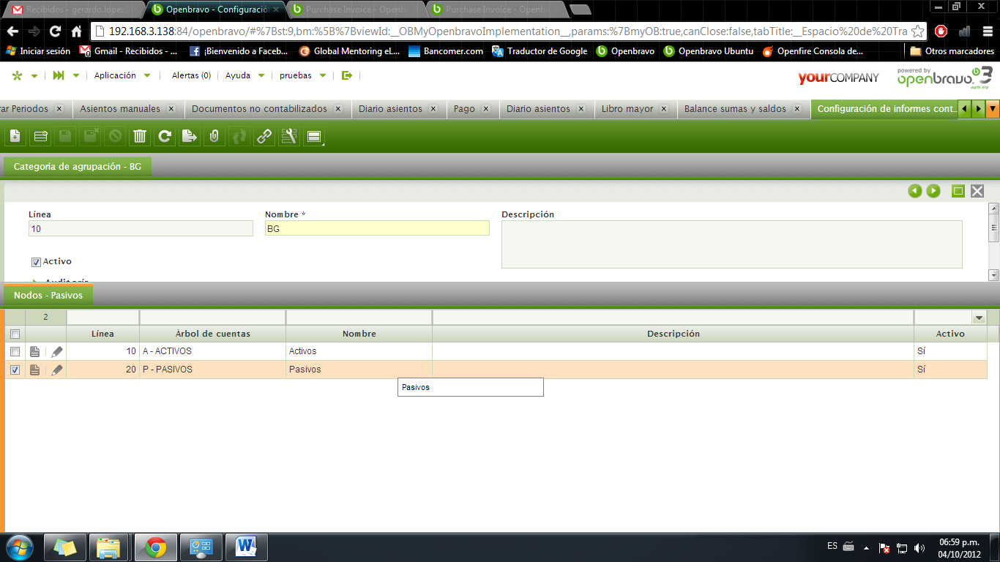 Recibidos - gerardo.lopez
Openbravo - Configuración
Purchase Invoice - Openb
Purchase Invoice - Openb
192.168.3.138:84/openbravo/#%7Bst:9,bm:%5B%7BviewId:__OBMyOpenbravoImplementation__,params:%7BmyOB:true,canClose:false,tabTitle:__Espacio%20de%20Tra
Iniciar sesión
Gmail - Recibidos - ...
¡Bienvenido a Faceb...
Global Mentoring eL...
Bancomer.com
Traductor de Google
Openbravo
Openbravo Ubuntu
Openfire Consola de...
Otros marcadores
Aplicación
Alertas (0)
Ayuda
pruebas
yourCOMPANY
powered by
openbravo 3
agile erp
rar Periodos
Asientos manuales
Documentos no contabilizados
Diario asientos
Pago
Diario asientos
Libro mayor
Balance sumas y saldos
Configuración de informes cont..
Categoría de agrupación - BG
Línea
Nombre *
Descripción
10
BG
Activo
Auditoría
Nodos - Pasivos
2
Línea
Árbol de cuentas
Nombre
Descripción
Activo
10 A - ACTIVOS Activos Sí
20 P - PASIVOS Pasivos Sí
Pasivos
ES
06:59 p.m.
04/10/2012